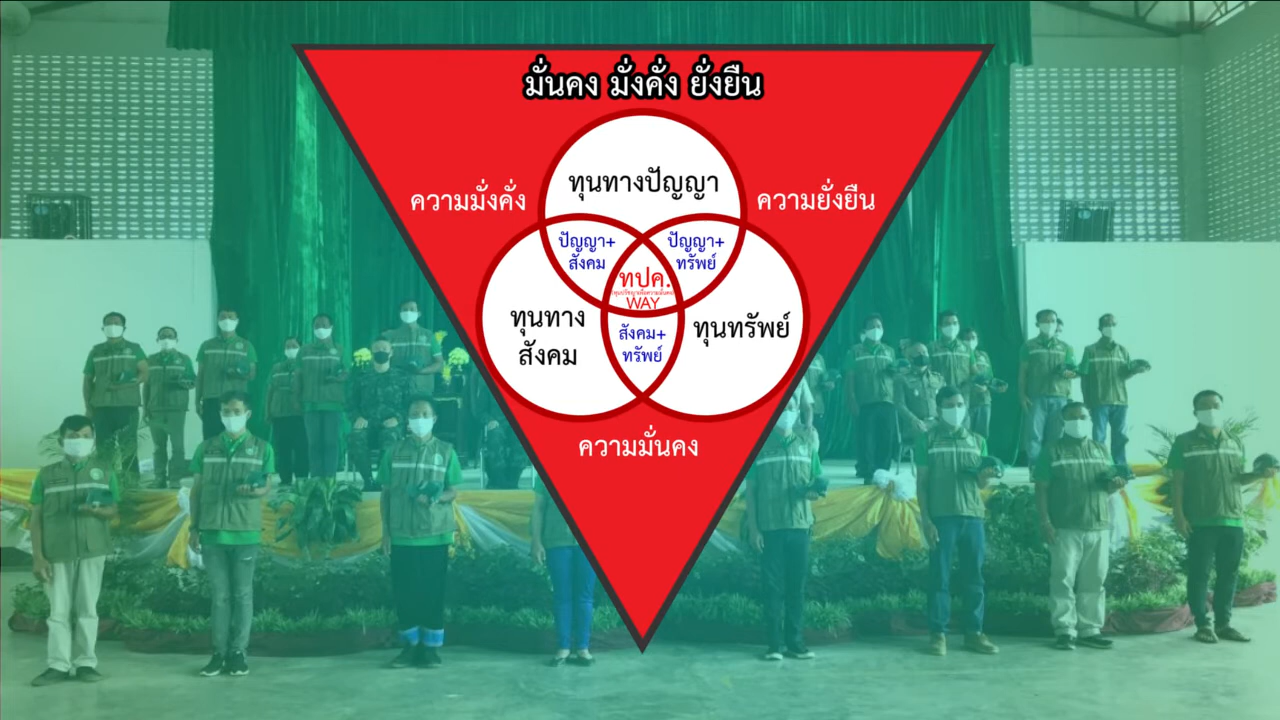 มั่นคง มั่งคั่ง ยั่งยืน
ทุนทางปัญญา
ความมั่งคั่ง
ความยั่งยืน
ปัญญา+
สังคม
ปัญญา+
ทรัพย์
ทปค.
WAY
ทุนทาง
สังคม
ทุนทรัพย์
สังคม+
ทรัพย์
ความมั่นคง